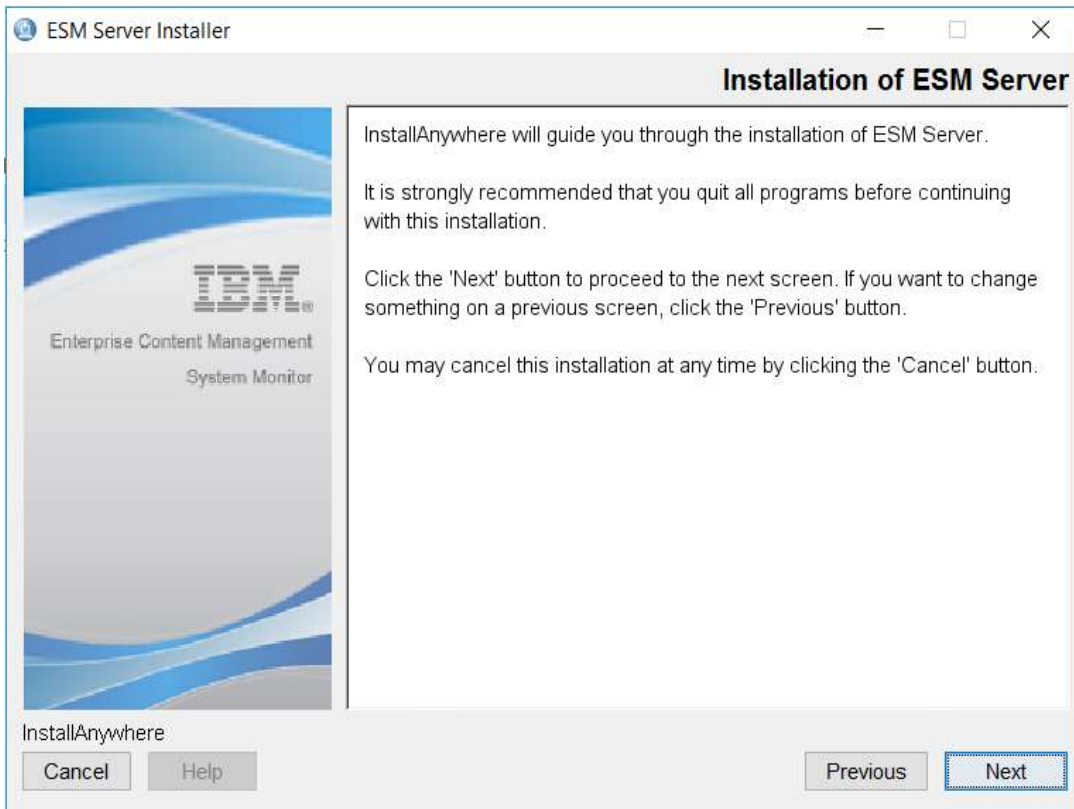 ESM Server Installer
Installation of ESM Server
IBM®
Enterprise Content Management
System Monitor
InstallAnywhere will guide you through the installation of ESM Server.
It is strongly recommended that you quit all programs before continuing
with this installation.
Click the 'Next' button to proceed to the next screen. If you want to change
something on a previous screen, click the 'Previous' button.
You may cancel this installation at any time by clicking the 'Cancel' button.
InstallAnywhere
Cancel
Help
Previous
Next